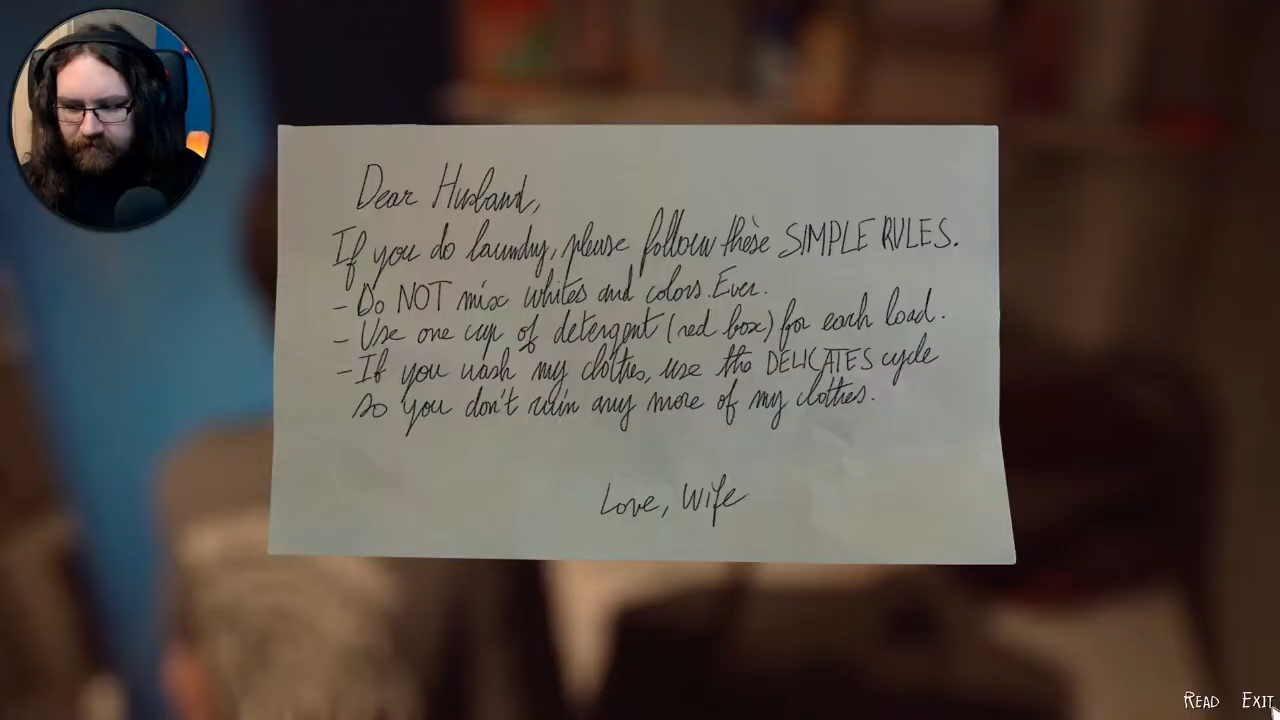 Dear Husband,
If you do laundry, please follow these SIMPLE RULES.
- Do NOT mix whites and colors. Ever.
- Use one cup of detergent (red box) for each load.
- If you wash my clothes, use the DELICATES cycle
so you don't ruin any more of my clothes.
Love, Wife
READ EXIT